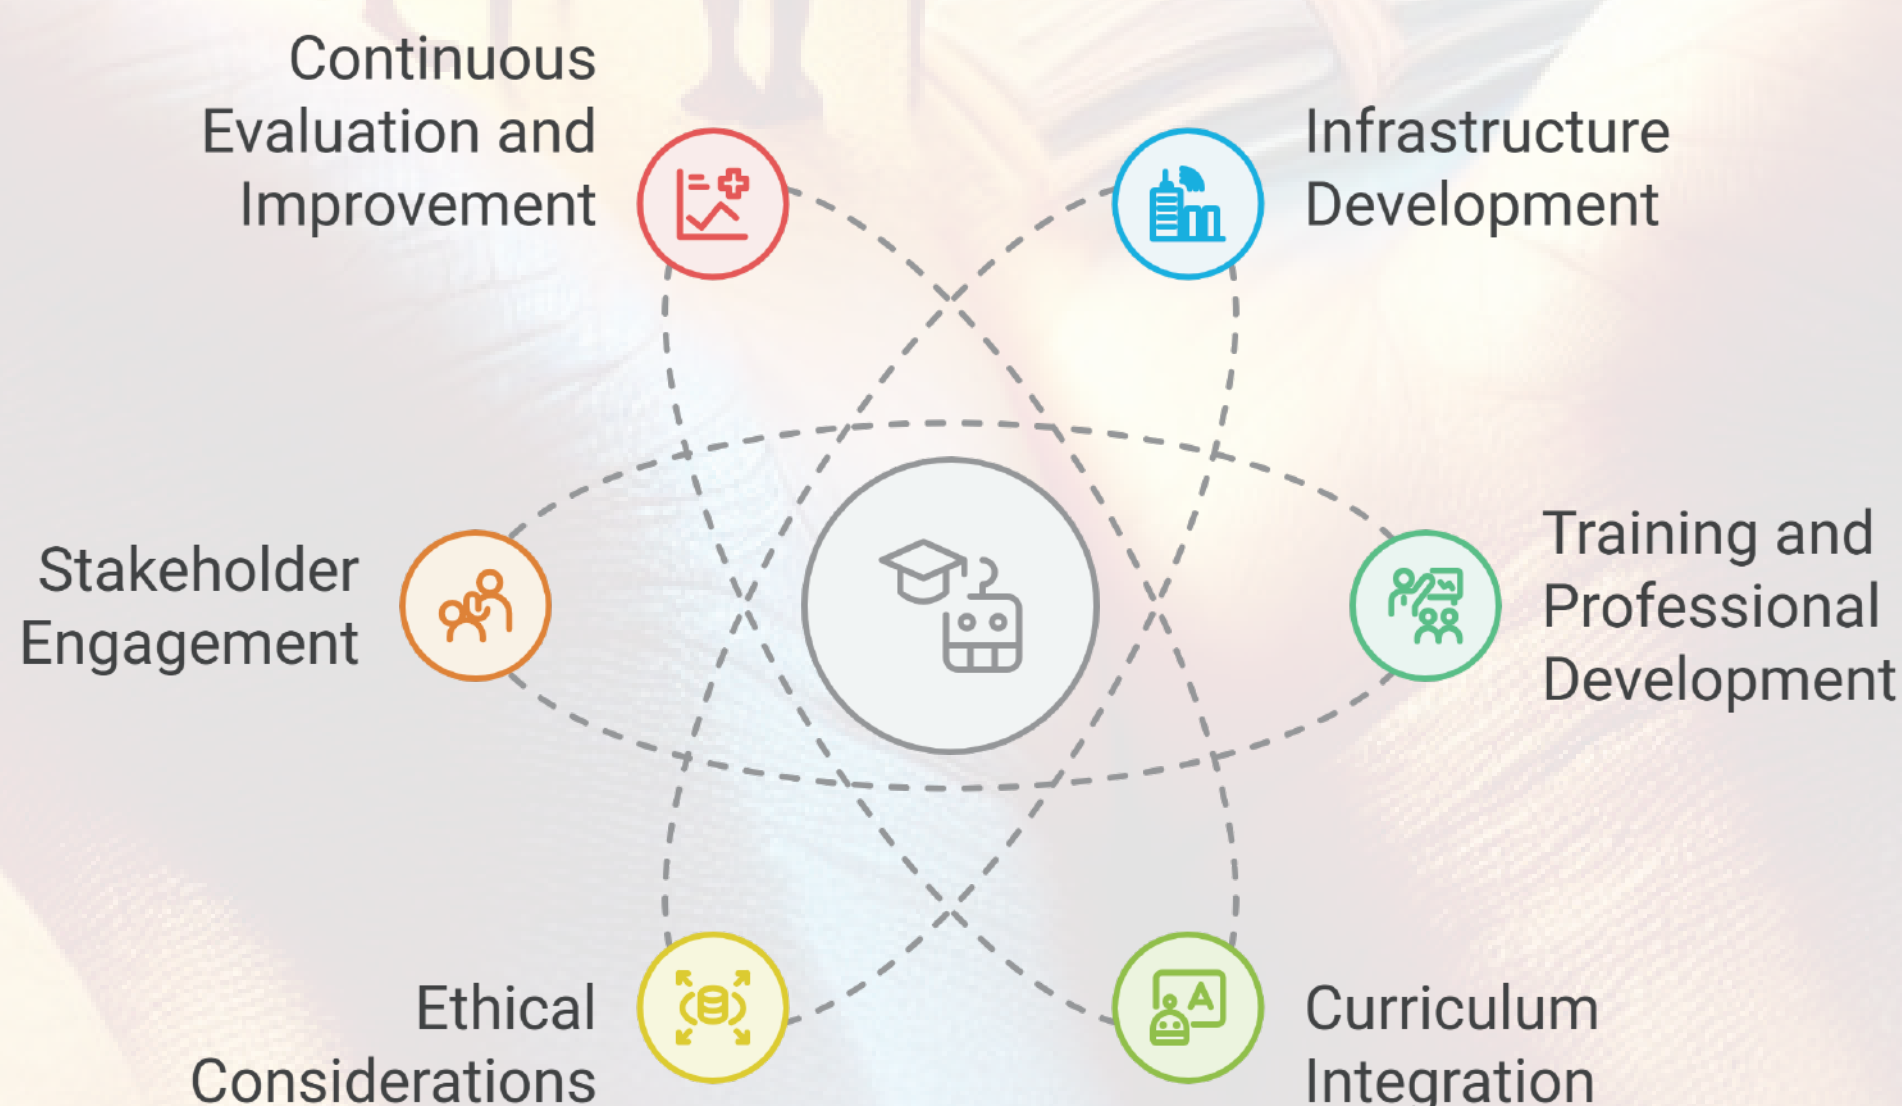 Continuous
Evaluation and
Improvement
Infrastructure
Development
Stakeholder
Engagement
Training and
Professional
Development
Ethical
Considerations
Curriculum
Integration
A